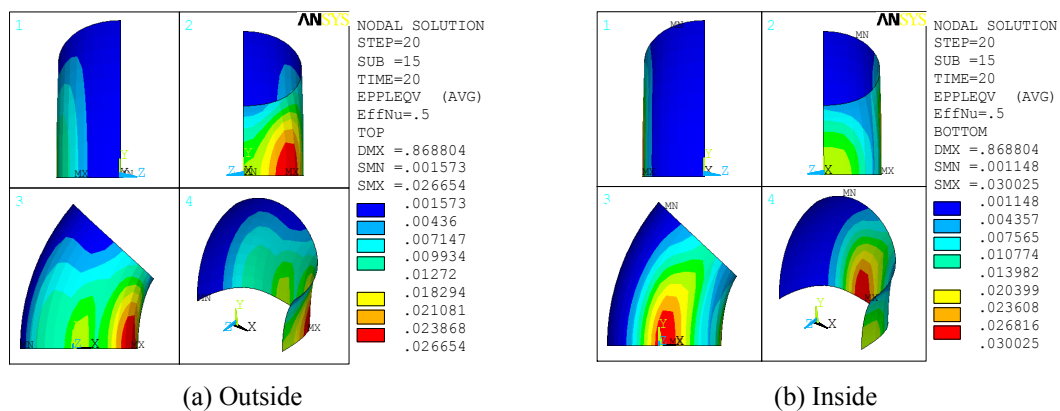 ANSYS
1
2
MN
Y
MX
Z
Y
Z
X
MN
MX
3
4
MN
Z
X
MX
Y
Z
X
MN
MX
NODAL SOLUTION
STEP=20
SUB =15
TIME=20
EPPLEQV (AVG)
EffNu=.5
TOP
DMX =.868804
SMN =.001573
SMX =.026654
.001573
.00436
.007147
.009934
.01272
.018294
.021081
.023868
.026654
(a) Outside
ANSYS
1
2
MN
Y
X
Z
MN
Y
Z
X
MX
3
4
MN
Y
Z
MX
X
MN
MX
Y
Z
X
NODAL SOLUTION
STEP=20
SUB =15
TIME=20
EPPLEQV (AVG)
EffNu=.5
BOTTOM
DMX =.868804
SMN =.001148
SMX =.030025
.001148
.004357
.007565
.010774
.013982
.020399
.023608
.026816
.030025
(b) Inside